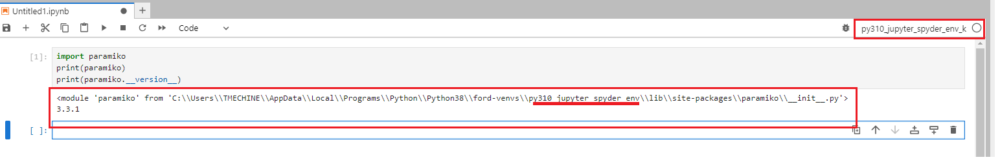 Untitled1.ipynb
Code
py310_jupyter_spyder_env_k
[1]:
import paramiko
print(paramiko)
print(paramiko.__version__)
<module 'paramiko' from 'C:\\Users\\TMECHINE\\AppData\\Local\\Programs\\Python\\Python38\\ford-venvs\\py310_jupyter_spyder_env\\lib\\site-packages\\paramiko\\__init__.py'>
3.3.1
[ ]: